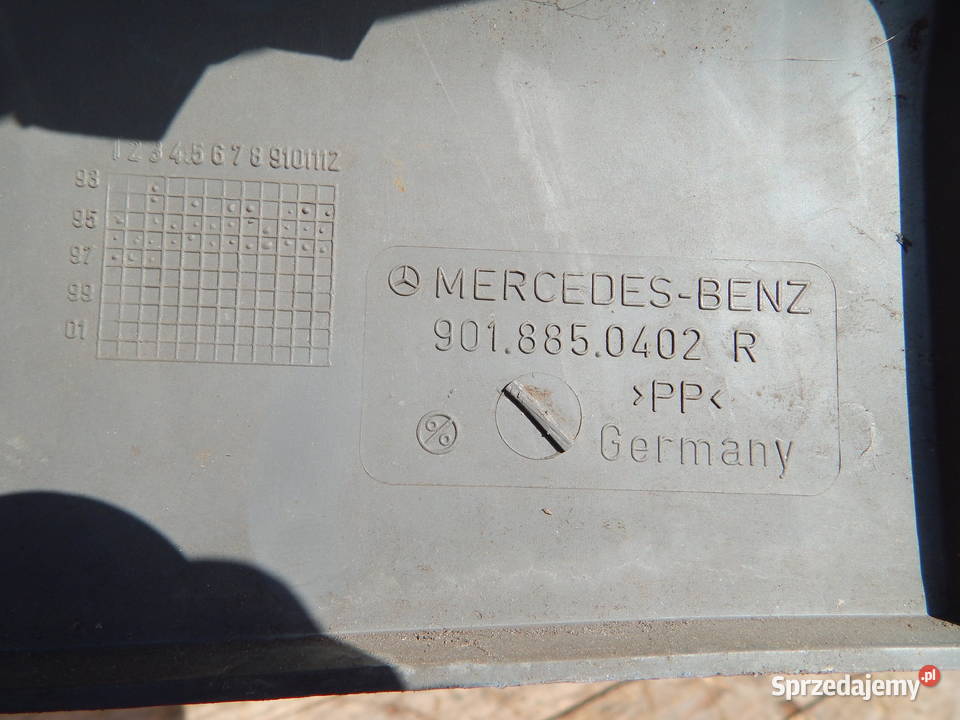 1 2 3 4 5 6 7 8 9 10 11 12
93
95
97
99
01
MERCEDES-BENZ
901.885.0402 R
>PP<
Germany
Sprzedajemy.pl